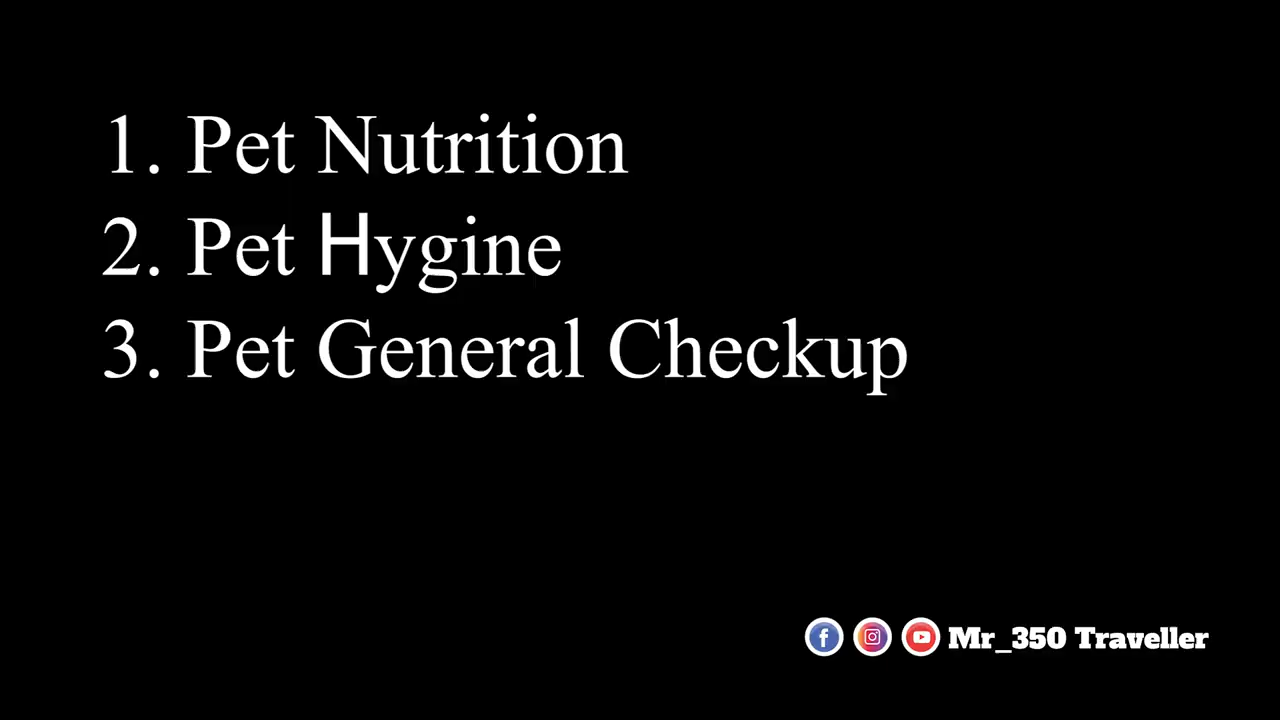 1. Pet Nutrition
2. Pet Hygine
3. Pet General Checkup
Mr_350 Traveller